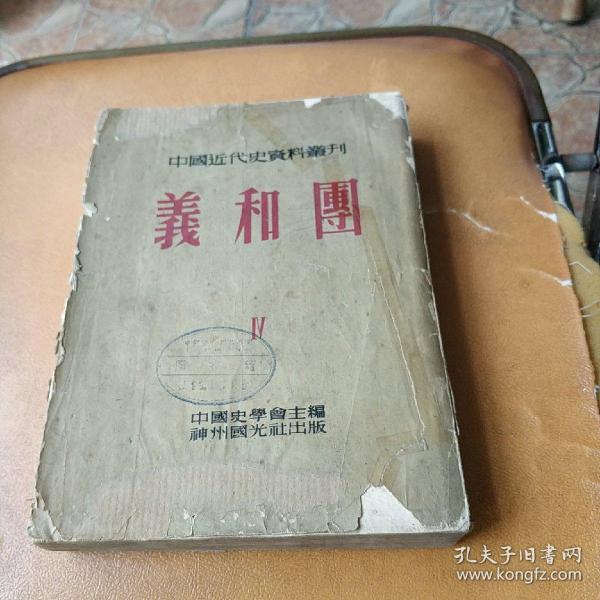 中國近代史資料叢刊
義和團
IV
中國史學會主編
神州國光社出版
孔夫子旧书网
www.kongfz.com